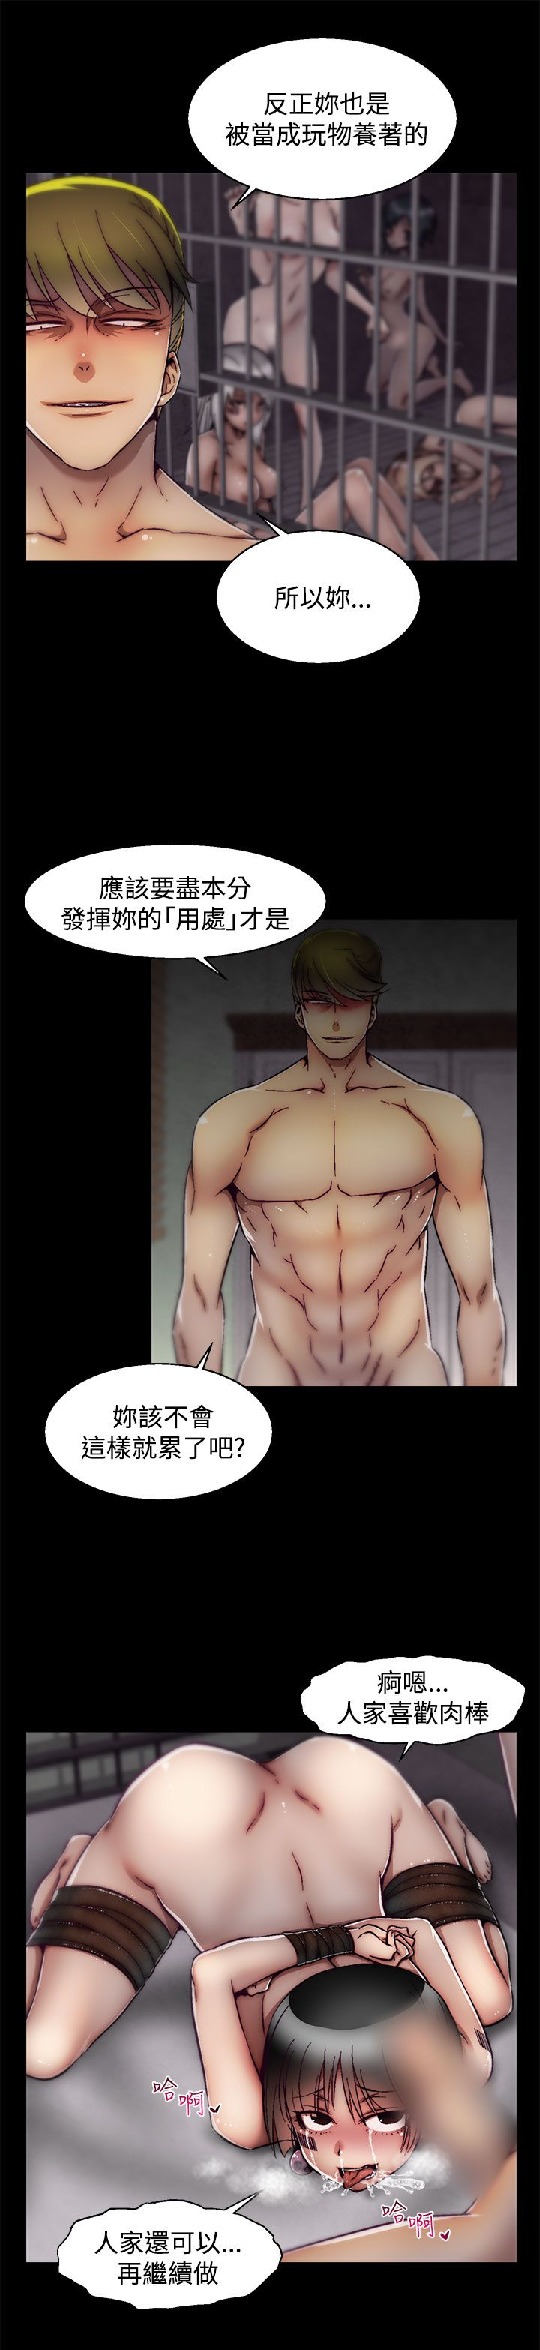 反正妳也是
被當成玩物養著的
所以妳...
應該要盡本分
發揮妳的「用處」才是
妳該不會
這樣就累了吧?
痾嗯...
人家喜歡肉棒
哈啊♥
哈啊♥
人家還可以...
再繼續做